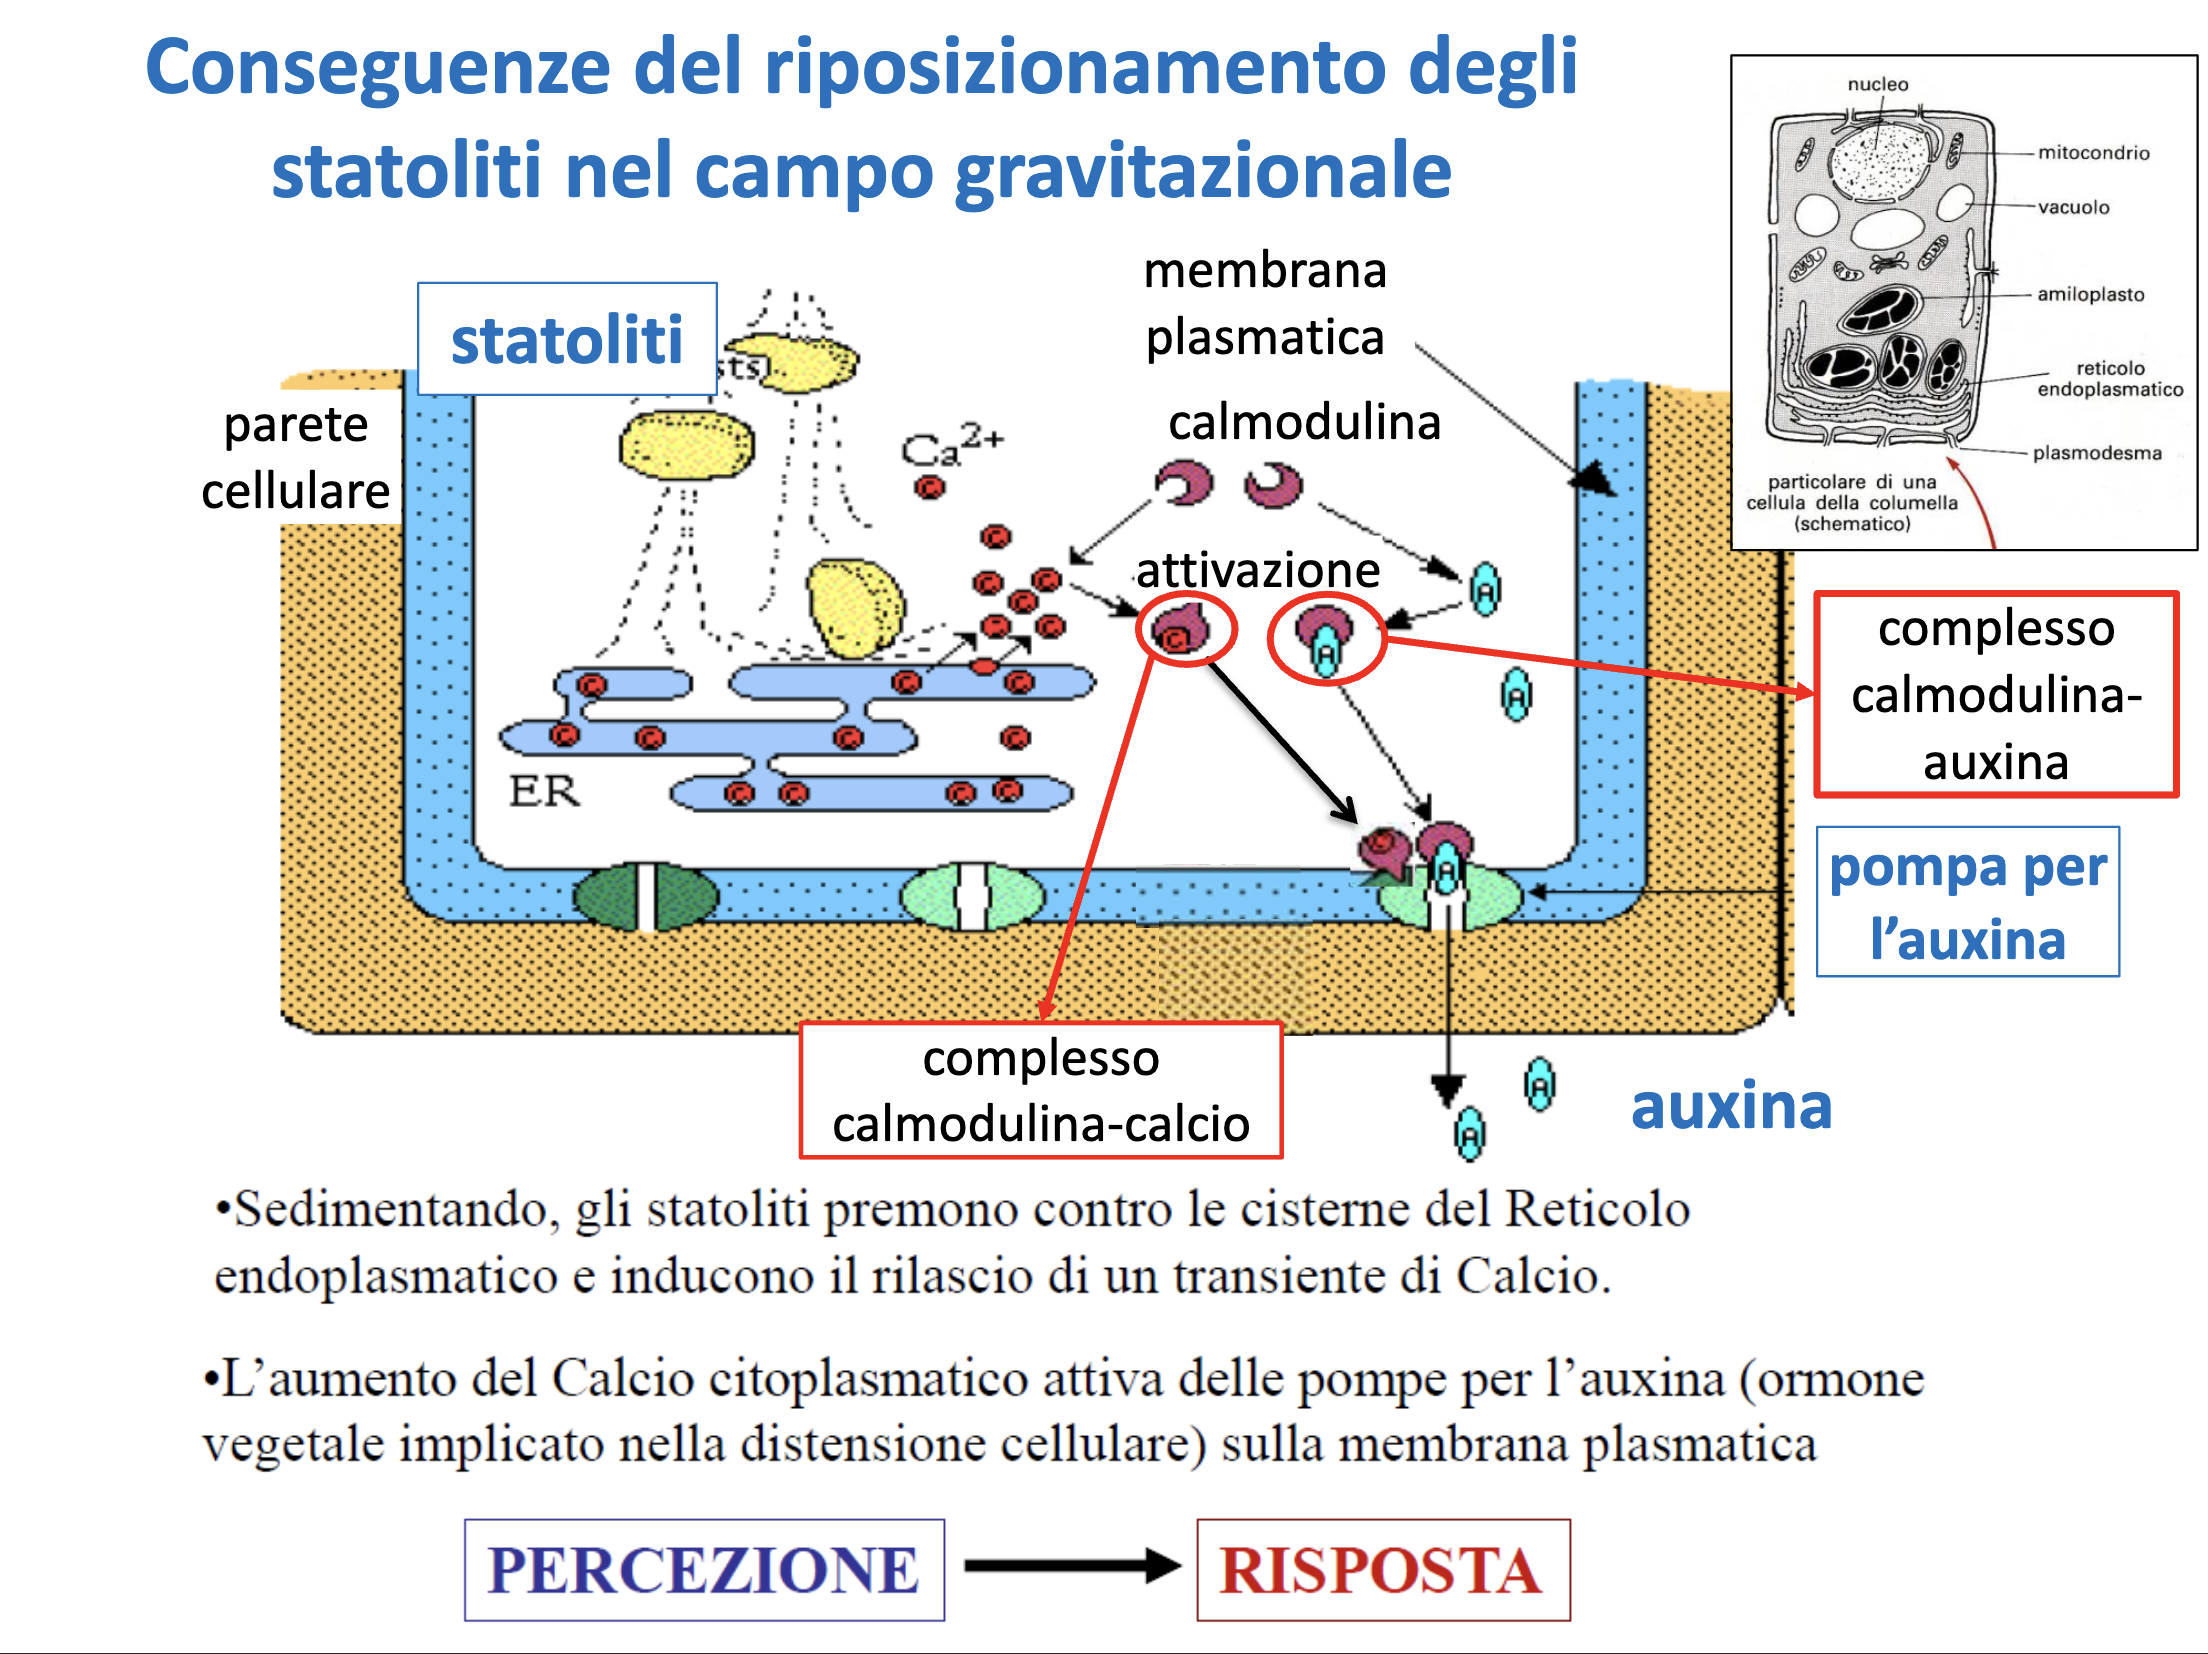 Conseguenze del riposizionamento degli
statoliti nel campo gravitazionale
nucleo
mitocondrio
vacuolo
amiloplasto
reticolo
endoplasmatico
plasmodesma
particolare di una
cellula della columella
(schematico)
statoliti
sts)
membrana
plasmatica
parete
cellulare
Ca2+
C
calmodulina
attivazione
A
ER
complesso
calmodulina-
auxina
pompa per
l'auxina
complesso
calmodulina-calcio
auxina
•Sedimentando, gli statoliti premono contro le cisterne del Reticolo
endoplasmatico e inducono il rilascio di un transiente di Calcio.
•L'aumento del Calcio citoplasmatico attiva delle pompe per l'auxina (ormone
vegetale implicato nella distensione cellulare) sulla membrana plasmatica
PERCEZIONE
RISPOSTA